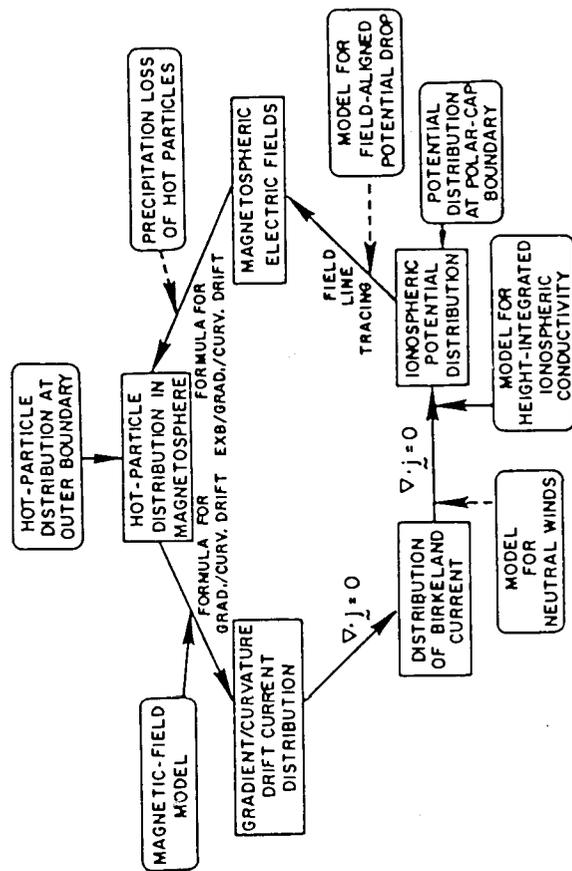 HOT-PARTICLE
DISTRIBUTION AT
OUTER BOUNDARY
PRECIPITATION LOSS
OF HOT PARTICLES
HOT-PARTICLE
DISTRIBUTION IN
MAGNETOSPHERE
MAGNETIC-FIELD
MODEL
FORMULA FOR
GRAD./CURV. DRIFT
FORMULA FOR
EXB/GRAD./CURV. DRIFT
GRADIENT/CURVATURE
DRIFT CURRENT
DISTRIBUTION
MAGNETOSPHERIC
ELECTRIC FIELDS
∇·j̰=0
FIELD
LINE
TRACING
MODEL FOR
FIELD-ALIGNED
POTENTIAL DROP
DISTRIBUTION
OF BIRKELAND
CURRENT
∇·j̰=0
IONOSPHERIC
POTENTIAL
DISTRIBUTION
POTENTIAL
DISTRIBUTION
AT POLAR-CAP
BOUNDARY
MODEL
FOR
NEUTRAL WINDS
MODEL FOR
HEIGHT-INTEGRATED
IONOSPHERIC
CONDUCTIVITY